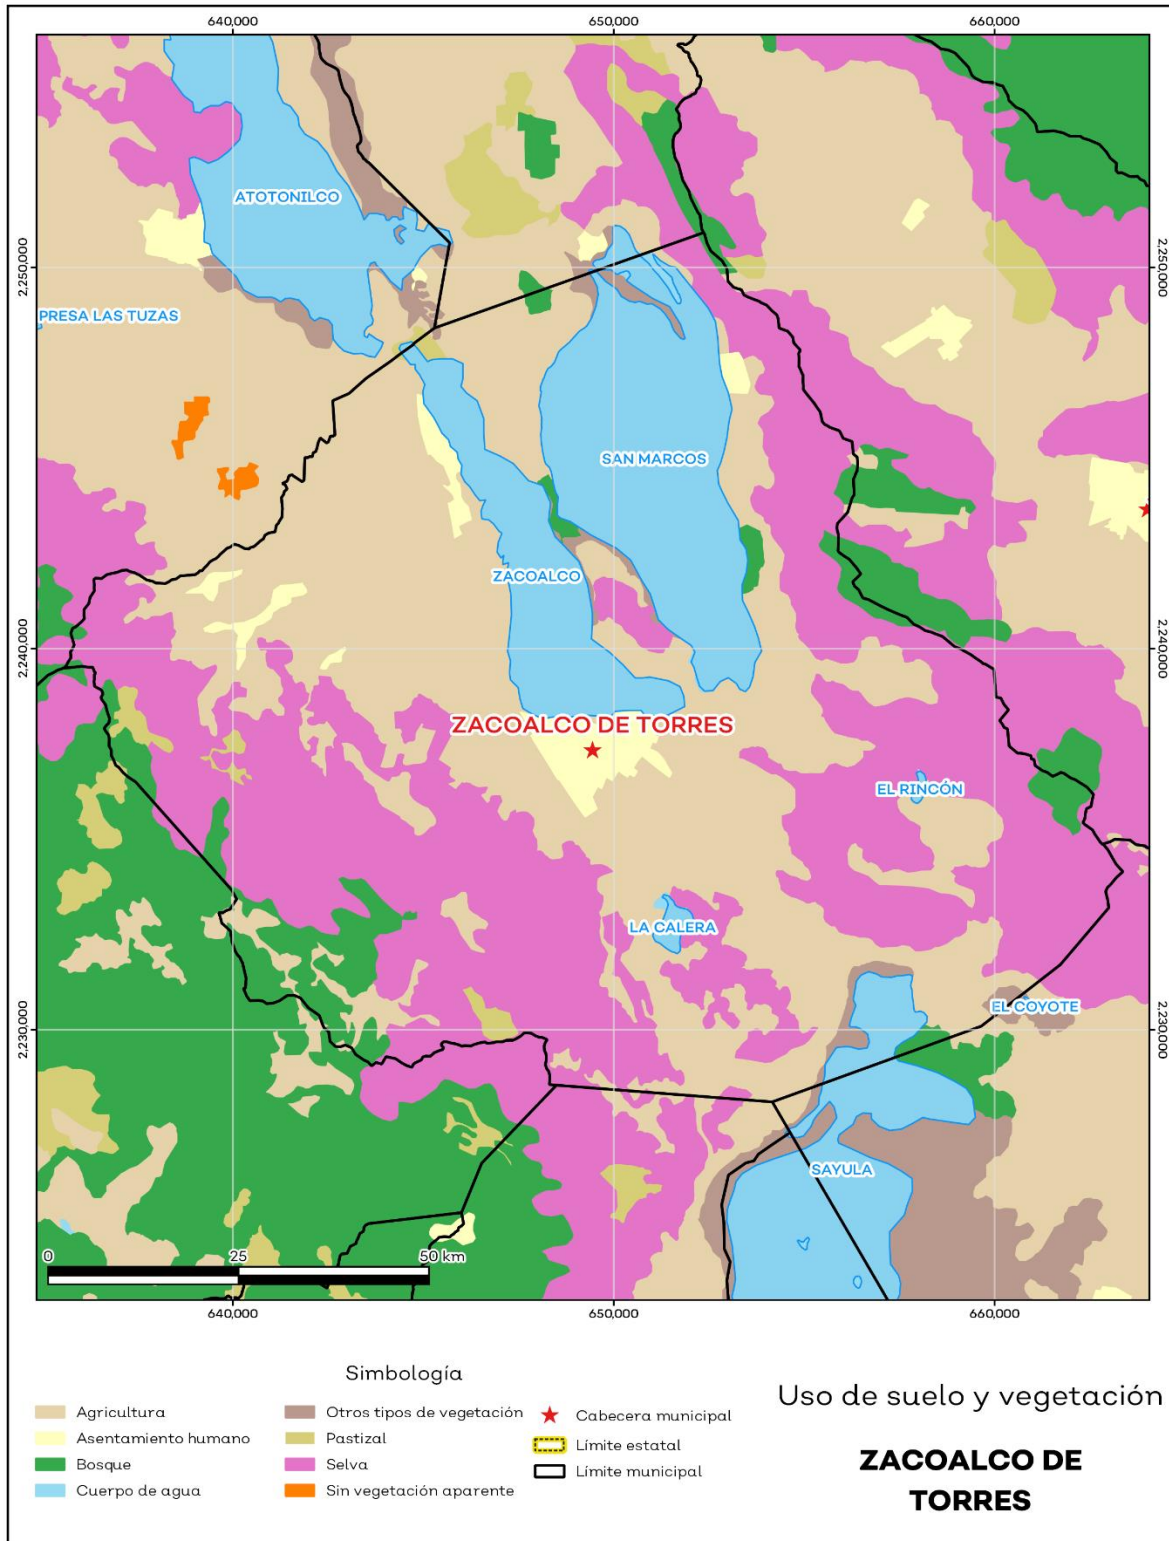 640,000 650,000 660,000
ATOTONILCO
2,250,000 2,250,000
PRESA LAS TUZAS
SAN MARCOS
ZACOALCO
2,240,000 2,240,000
ZACOALCO DE TORRES
EL RINCÓN
LA CALERA
EL COYOTE
2,230,000 2,230,000
SAYULA
0 25 50 km
640,000 650,000 660,000
Simbología
Agricultura
Asentamiento humano
Bosque
Cuerpo de agua
Otros tipos de vegetación
Pastizal
Selva
Sin vegetación aparente
Cabecera municipal
Límite estatal
Límite municipal
Uso de suelo y vegetación
ZACOALCO DE
TORRES